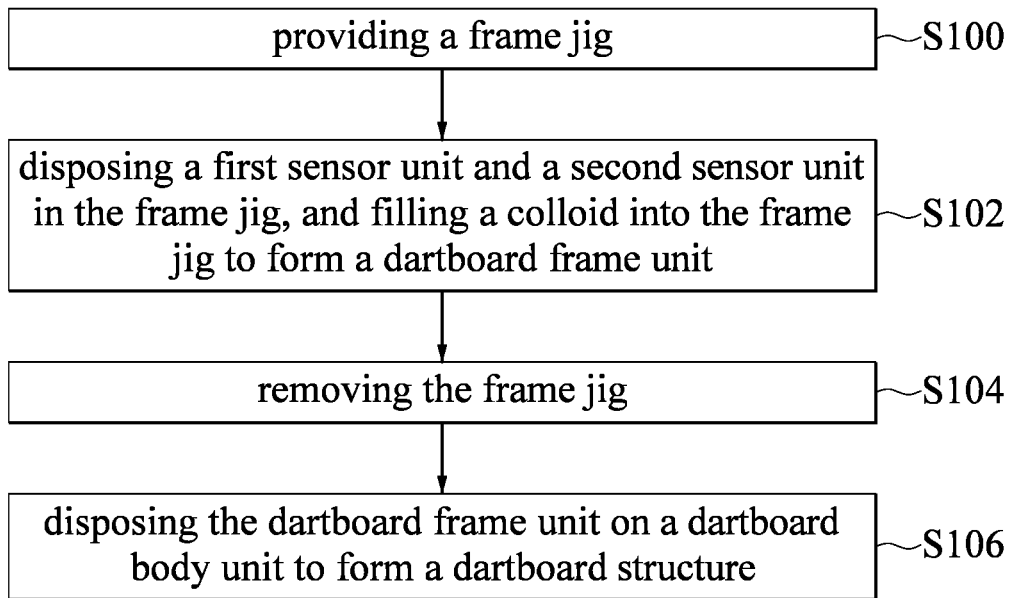 providing a frame jig
S100
disposing a first sensor unit and a second sensor unit
in the frame jig, and filling a colloid into the frame
jig to form a dartboard frame unit
S102
removing the frame jig
S104
disposing the dartboard frame unit on a dartboard
body unit to form a dartboard structure
S106